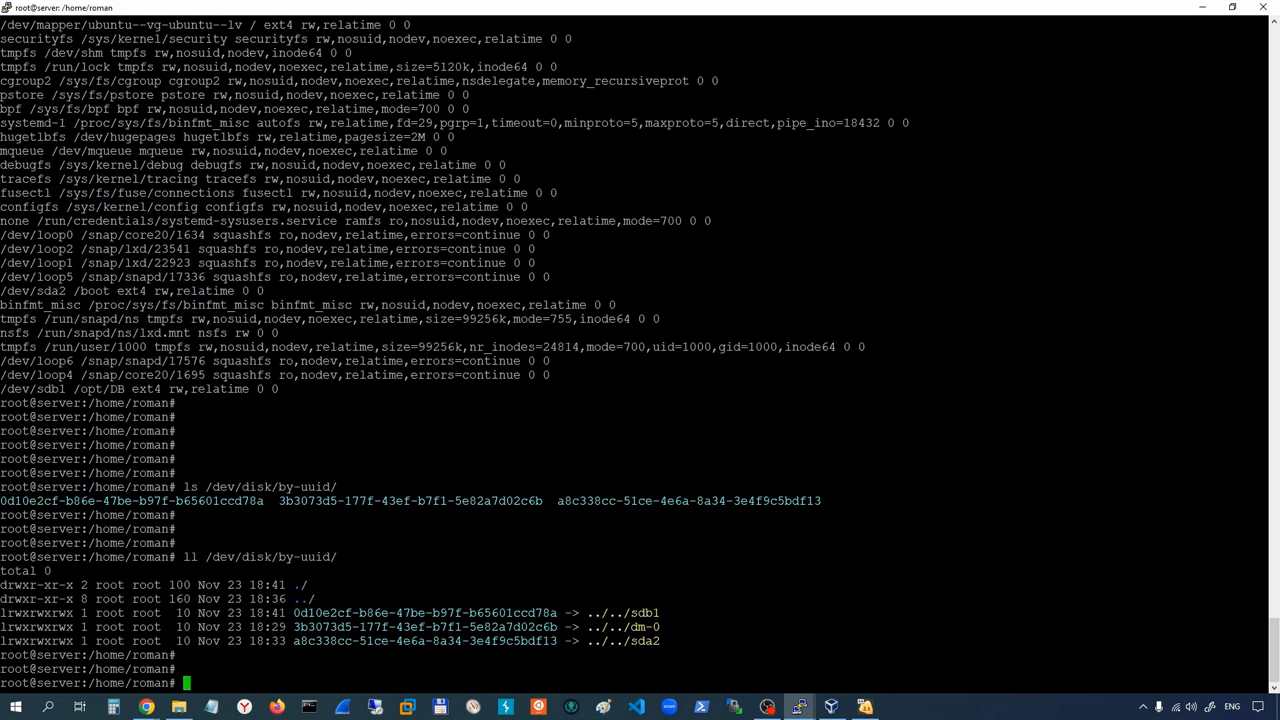 root@server: /home/roman
/dev/mapper/ubuntu--vg-ubuntu--lv / ext4 rw,relatime 0 0
securityfs /sys/kernel/security securityfs rw,nosuid,nodev,noexec,relatime 0 0
tmpfs /dev/shm tmpfs rw,nosuid,nodev,inode64 0 0
tmpfs /run/lock tmpfs rw,nosuid,nodev,noexec,relatime,size=5120k,inode64 0 0
cgroup2 /sys/fs/cgroup cgroup2 rw,nosuid,nodev,noexec,relatime,nsdelegate,memory_recursiveprot 0 0
pstore /sys/fs/pstore pstore rw,nosuid,nodev,noexec,relatime 0 0
bpf /sys/fs/bpf bpf rw,nosuid,nodev,noexec,relatime,mode=700 0 0
systemd-1 /proc/sys/fs/binfmt_misc autofs rw,relatime,fd=29,pgrp=1,timeout=0,minproto=5,maxproto=5,direct,pipe_ino=18432 0 0
hugetlbfs /dev/hugepages hugetlbfs rw,relatime,pagesize=2M 0 0
mqueue /dev/mqueue mqueue rw,nosuid,nodev,noexec,relatime 0 0
debugfs /sys/kernel/debug debugfs rw,nosuid,nodev,noexec,relatime 0 0
tracefs /sys/kernel/tracing tracefs rw,nosuid,nodev,noexec,relatime 0 0
fusectl /sys/fs/fuse/connections fusectl rw,nosuid,nodev,noexec,relatime 0 0
configfs /sys/kernel/config configfs rw,nosuid,nodev,noexec,relatime 0 0
none /run/credentials/systemd-sysusers.service ramfs ro,nosuid,nodev,noexec,relatime,mode=700 0 0
/dev/loop0 /snap/core20/1634 squashfs ro,nodev,relatime,errors=continue 0 0
/dev/loop2 /snap/lxd/23541 squashfs ro,nodev,relatime,errors=continue 0 0
/dev/loop1 /snap/lxd/22923 squashfs ro,nodev,relatime,errors=continue 0 0
/dev/loop5 /snap/snapd/17336 squashfs ro,nodev,relatime,errors=continue 0 0
/dev/sda2 /boot ext4 rw,relatime 0 0
binfmt_misc /proc/sys/fs/binfmt_misc binfmt_misc rw,nosuid,nodev,noexec,relatime 0 0
tmpfs /run/snapd/ns tmpfs rw,nosuid,nodev,noexec,relatime,size=99256k,mode=755,inode64 0 0
nsfs /run/snapd/ns/lxd.mnt nsfs rw 0 0
tmpfs /run/user/1000 tmpfs rw,nosuid,nodev,relatime,size=99256k,nr_inodes=24814,mode=700,uid=1000,gid=1000,inode64 0 0
/dev/loop6 /snap/snapd/17576 squashfs ro,nodev,relatime,errors=continue 0 0
/dev/loop4 /snap/core20/1695 squashfs ro,nodev,relatime,errors=continue 0 0
/dev/sdb1 /opt/DB ext4 rw,relatime 0 0
root@server:/home/roman#
root@server:/home/roman#
root@server:/home/roman#
root@server:/home/roman#
root@server:/home/roman#
root@server:/home/roman#
root@server:/home/roman# ls /dev/disk/by-uuid/
0d10e2cf-b86e-47be-b97f-b65601ccd78a  3b3073d5-177f-43ef-b7f1-5e82a7d02c6b  a8c338cc-51ce-4e6a-8a34-3e4f9c5bdf13
root@server:/home/roman#
root@server:/home/roman#
root@server:/home/roman#
root@server:/home/roman# ll /dev/disk/by-uuid/
total 0
drwxr-xr-x 2 root root 100 Nov 23 18:41 ./
drwxr-xr-x 8 root root 160 Nov 23 18:36 ../
lrwxrwxrwx 1 root root  10 Nov 23 18:41 0d10e2cf-b86e-47be-b97f-b65601ccd78a -> ../../sdb1
lrwxrwxrwx 1 root root  10 Nov 23 18:29 3b3073d5-177f-43ef-b7f1-5e82a7d02c6b -> ../../dm-0
lrwxrwxrwx 1 root root  10 Nov 23 18:33 a8c338cc-51ce-4e6a-8a34-3e4f9c5bdf13 -> ../../sda2
root@server:/home/roman#
root@server:/home/roman#
root@server:/home/roman#
ENG